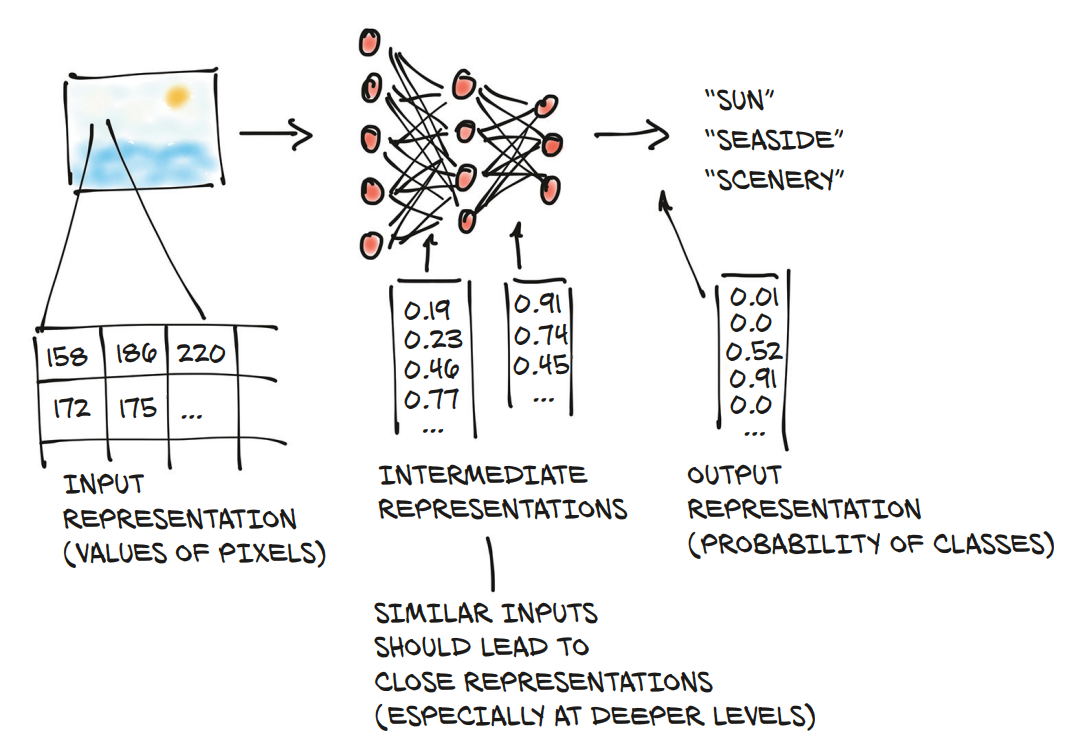 "SUN"
"SEASIDE"
"SCENERY"
0.19
0.23
0.46
0.77
...
0.91
0.74
0.45
...
0.01
0.0
0.52
0.91
0.0
...
158 186 220
172 175 ...
INPUT
REPRESENTATION
(VALUES OF PIXELS)
INTERMEDIATE
REPRESENTATIONS
OUTPUT
REPRESENTATION
(PROBABILITY OF CLASSES)
SIMILAR INPUTS
SHOULD LEAD TO
CLOSE REPRESENTATIONS
(ESPECIALLY AT DEEPER LEVELS)